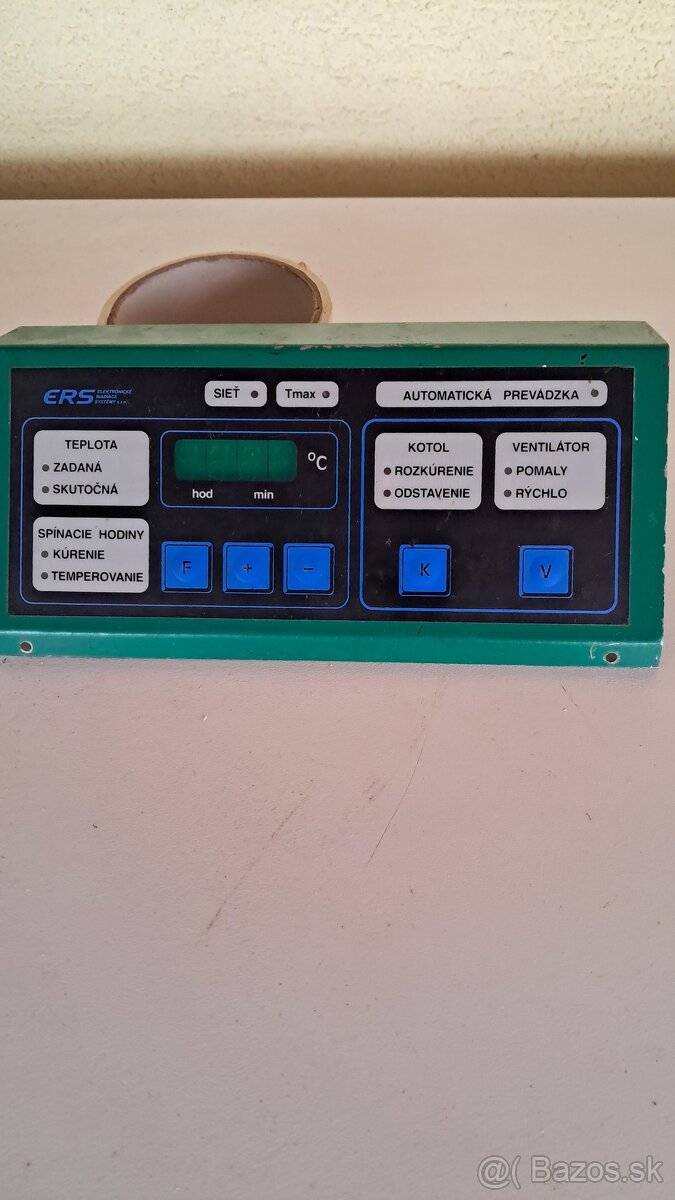 ERS ELEKTRONICKÉ
RIADIACE
SYSTÉMY s.r.o.
SIEŤ
Tmax
AUTOMATICKÁ PREVÁDZKA
TEPLOTA
ZADANÁ
SKUTOČNÁ
°C
hod min
SPÍNACIE HODINY
KÚRENIE
TEMPEROVANIE
F + −
KOTOL
ROZKÚRENIE
ODSTAVENIE
VENTILÁTOR
POMALY
RÝCHLO
K V
@( Bazos.sk